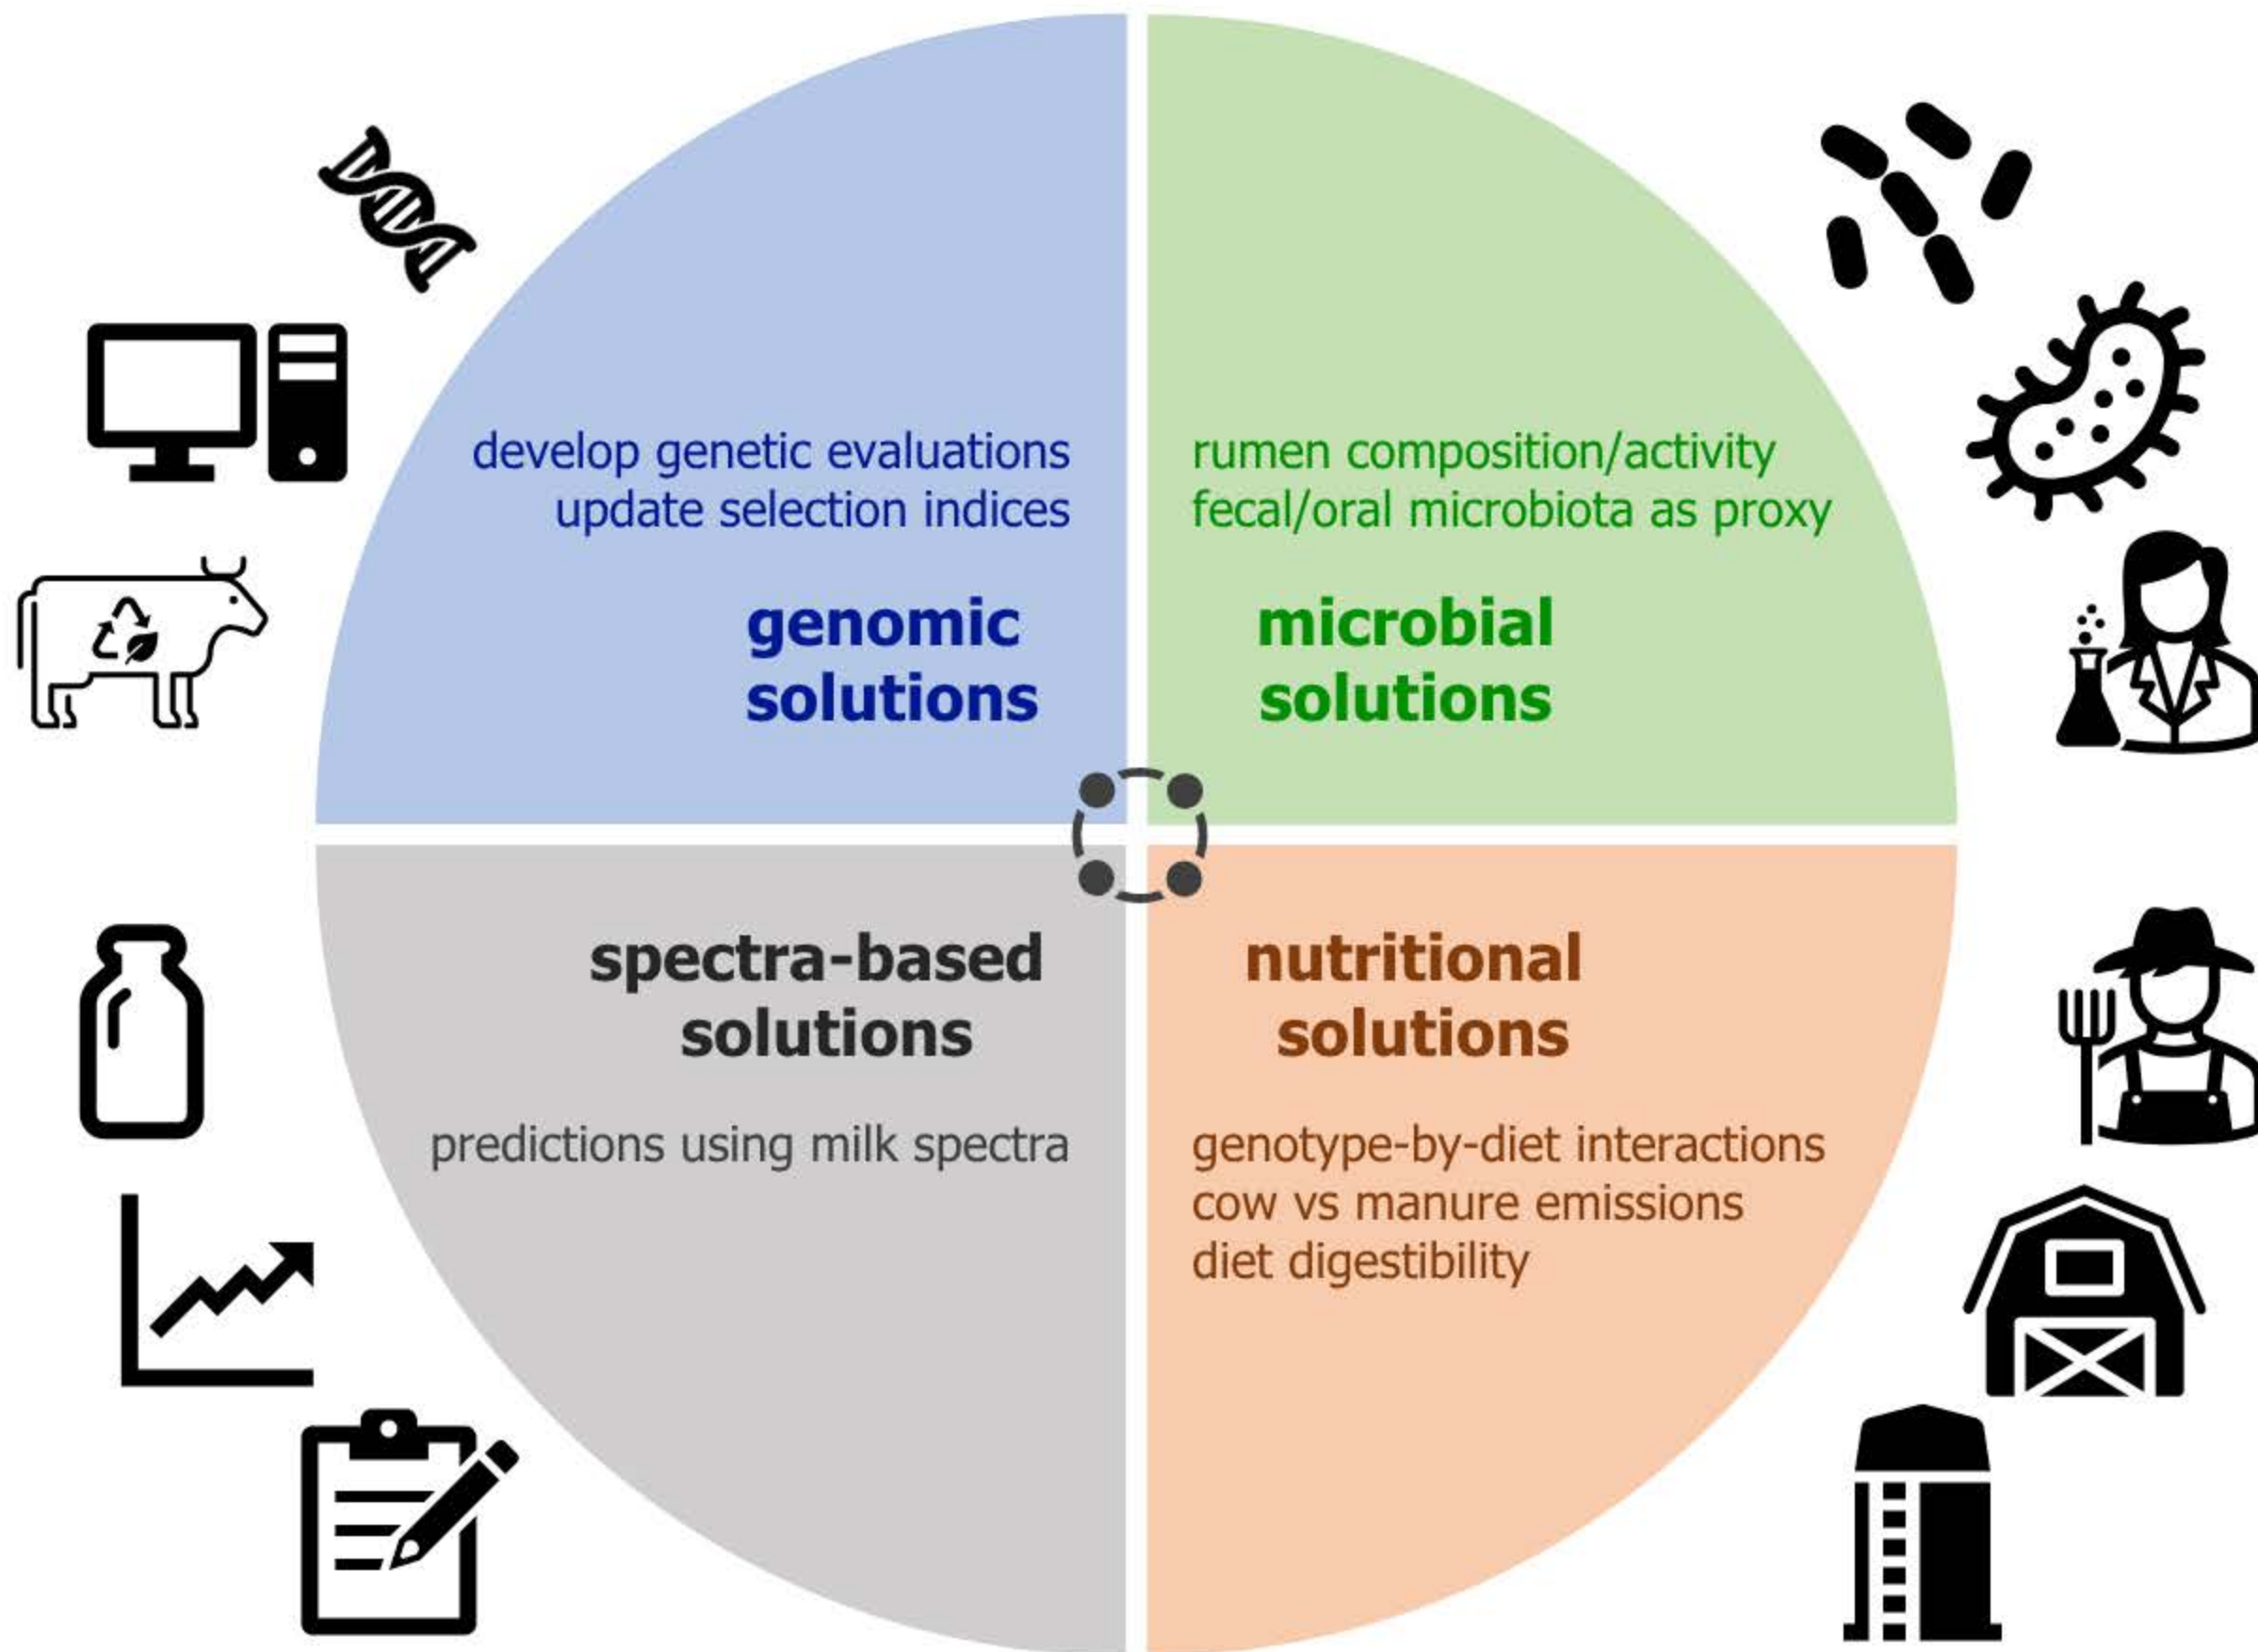 develop genetic evaluations
update selection indices
genomic
solutions
rumen composition/activity
fecal/oral microbiota as proxy
microbial
solutions
spectra-based
solutions
predictions using milk spectra
nutritional
solutions
genotype-by-diet interactions
cow vs manure emissions
diet digestibility